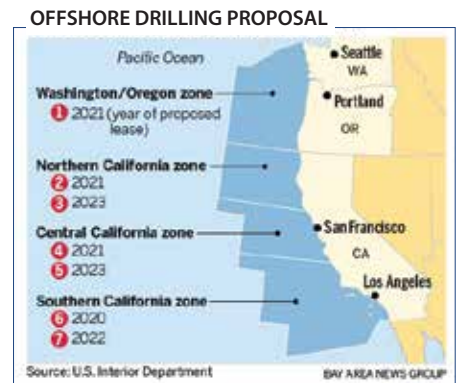 OFFSHORE DRILLING PROPOSAL
Pacific Ocean
Seattle
WA
Washington/Oregon zone
1 2021 (year of proposed
lease)
Portland
OR
Northern California zone
2 2021
3 2023
Central California zone
4 2021
5 2023
San Francisco
CA
Los Angeles
Southern California zone
6 2020
7 2022
Source: U.S. Interior Department
BAY AREA NEWS GROUP